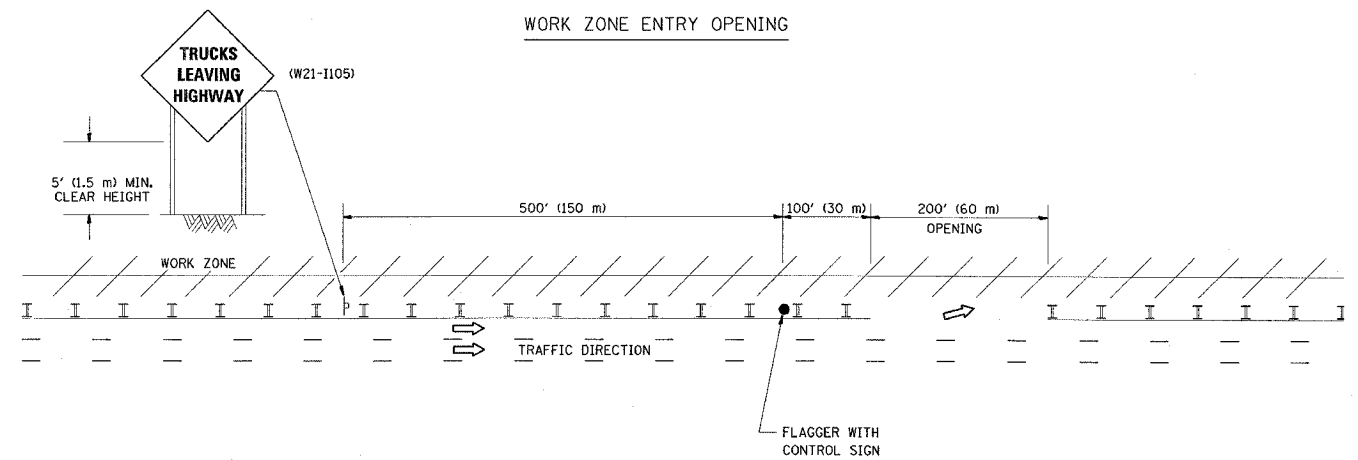 WORK ZONE ENTRY OPENING
TRUCKS
LEAVING
HIGHWAY
(W21-I105)
5' (1.5 m) MIN.
CLEAR HEIGHT
500' (150 m)
100' (30 m)
200' (60 m)
OPENING
WORK ZONE
TRAFFIC DIRECTION
FLAGGER WITH
CONTROL SIGN